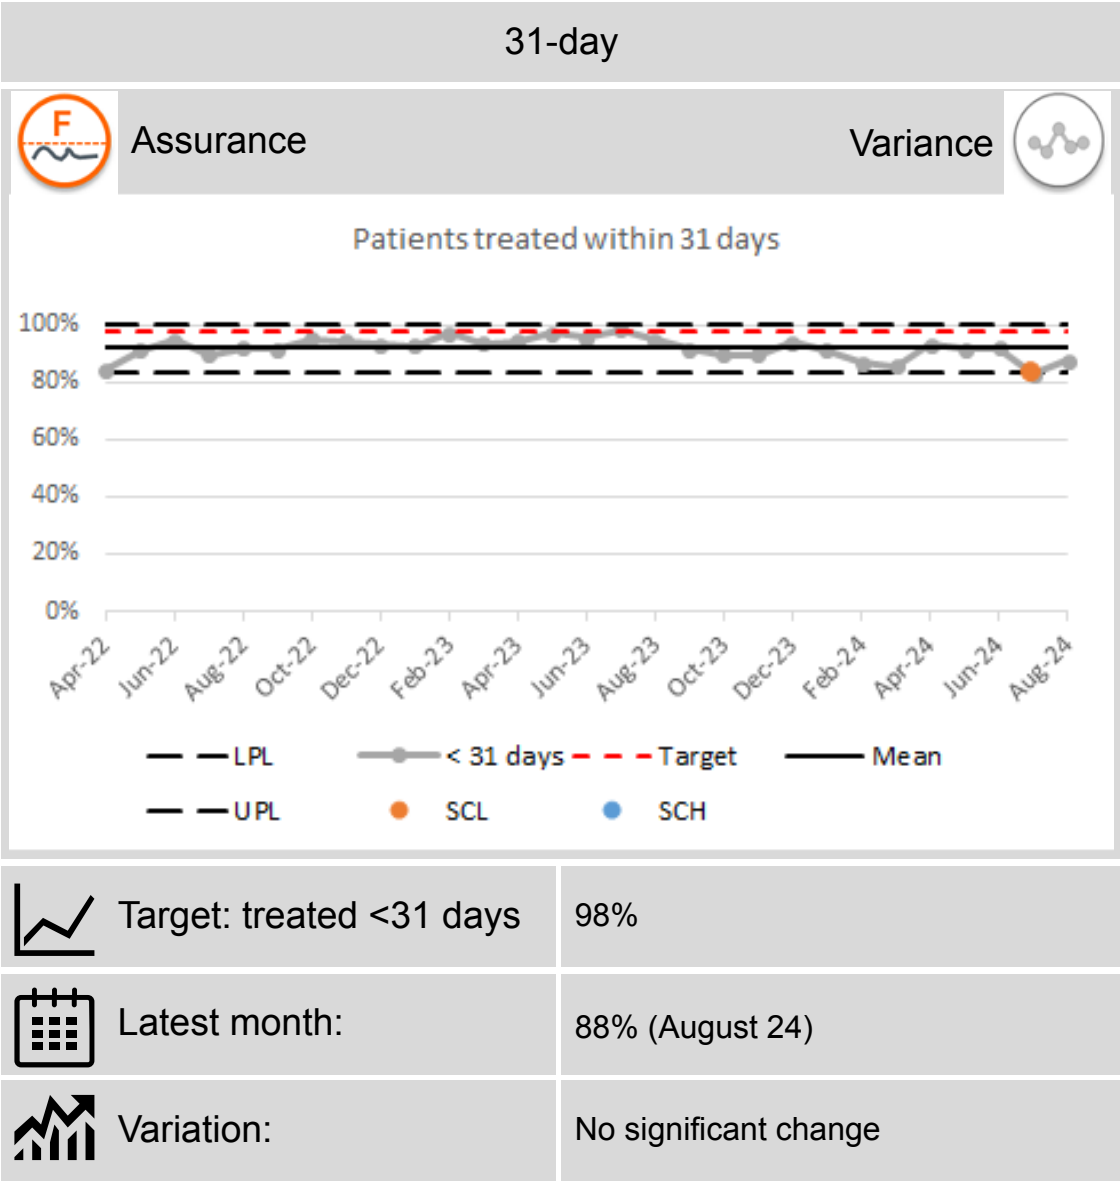 31-day
F
Assurance
Variance
Patients treated within 31 days
100%
80%
60%
40%
20%
0%
Apr-22
Jun-22
Aug-22
Oct-22
Dec-22
Feb-23
Apr-23
Jun-23
Aug-23
Oct-23
Dec-23
Feb-24
Apr-24
Jun-24
Aug-24
LPL
< 31 days
Target
Mean
UPL
SCL
SCH
Target: treated <31 days
98%
Latest month:
88% (August 24)
Variation:
No significant change